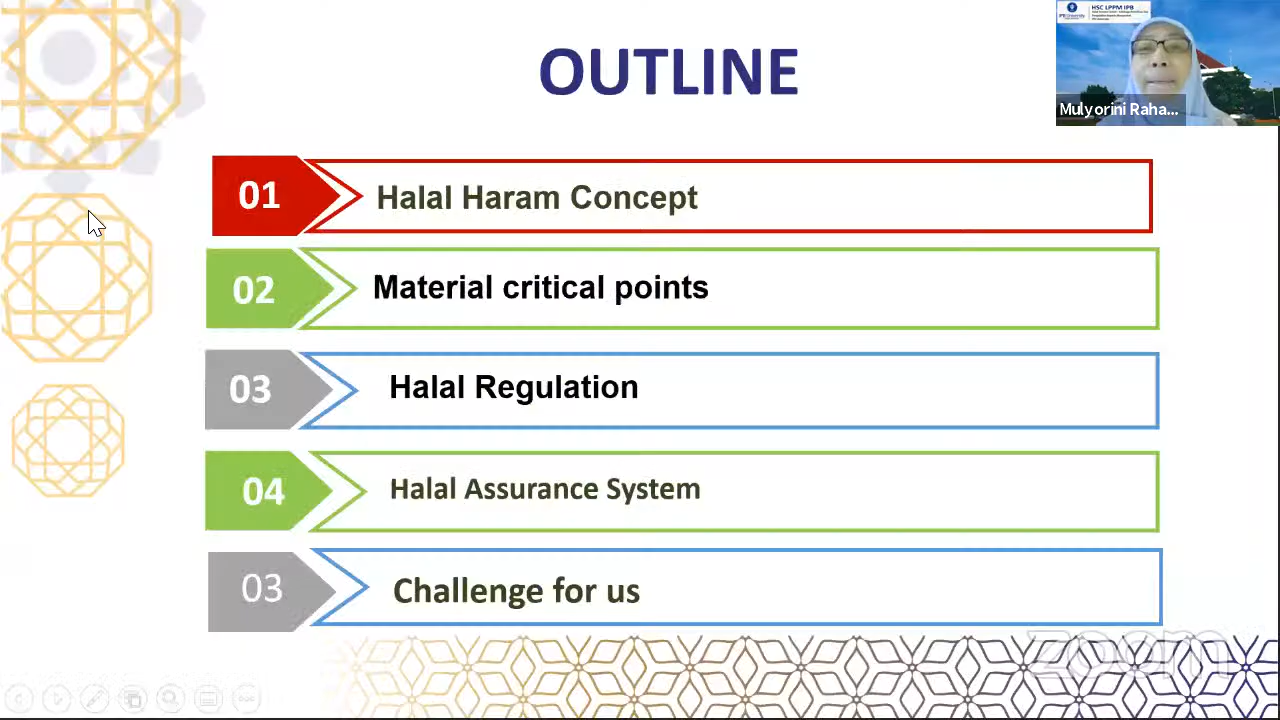 OUTLINE
HSC LPPM IPB
Mulyorini Raha...
01
Halal Haram Concept
02
Material critical points
03
Halal Regulation
04
Halal Assurance System
03
Challenge for us
zoom